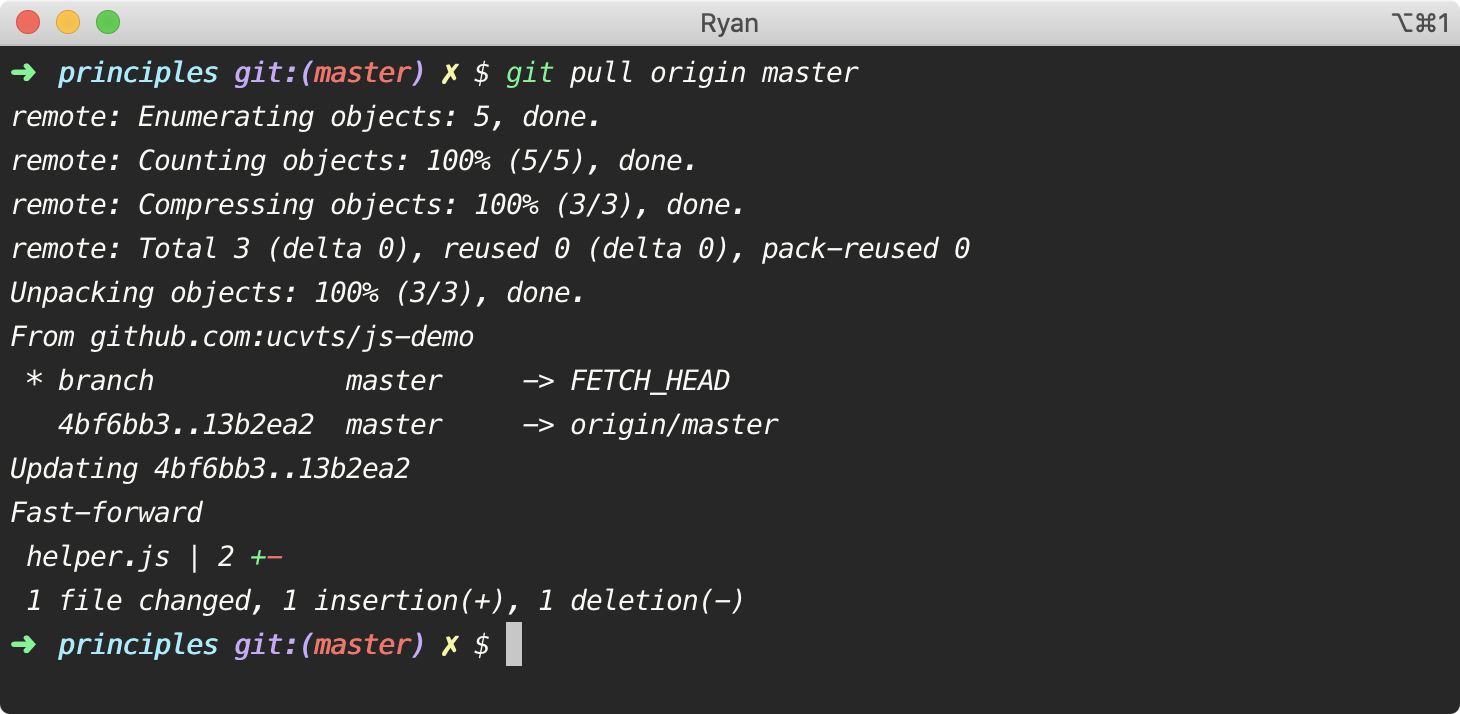 Ryan
⌥⌘1
➜ principles git:(master) ✗ $ git pull origin master
remote: Enumerating objects: 5, done.
remote: Counting objects: 100% (5/5), done.
remote: Compressing objects: 100% (3/3), done.
remote: Total 3 (delta 0), reused 0 (delta 0), pack-reused 0
Unpacking objects: 100% (3/3), done.
From github.com:ucvts/js-demo
 * branch            master     -> FETCH_HEAD
   4bf6bb3..13b2ea2  master     -> origin/master
Updating 4bf6bb3..13b2ea2
Fast-forward
 helper.js | 2 +-
 1 file changed, 1 insertion(+), 1 deletion(-)
➜ principles git:(master) ✗ $